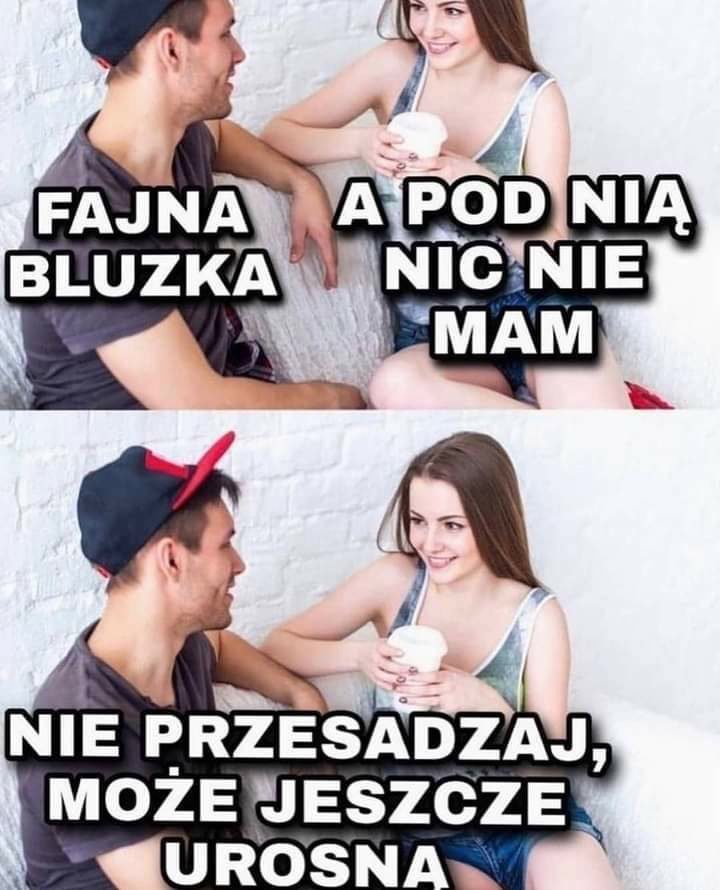 FAJNA
BLUZKA
A POD NIĄ
NIC NIE
MAM
NIE PRZESADZAJ,
MOŻE JESZCZE
UROSNĄ